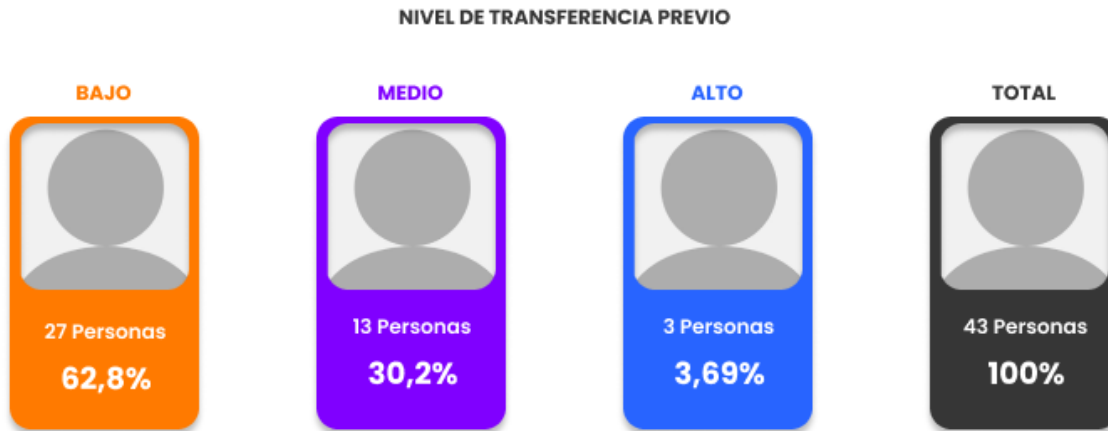 NIVEL DE TRANSFERENCIA PREVIO
BAJO
27 Personas
62,8%
MEDIO
13 Personas
30,2%
ALTO
3 Personas
3,69%
TOTAL
43 Personas
100%